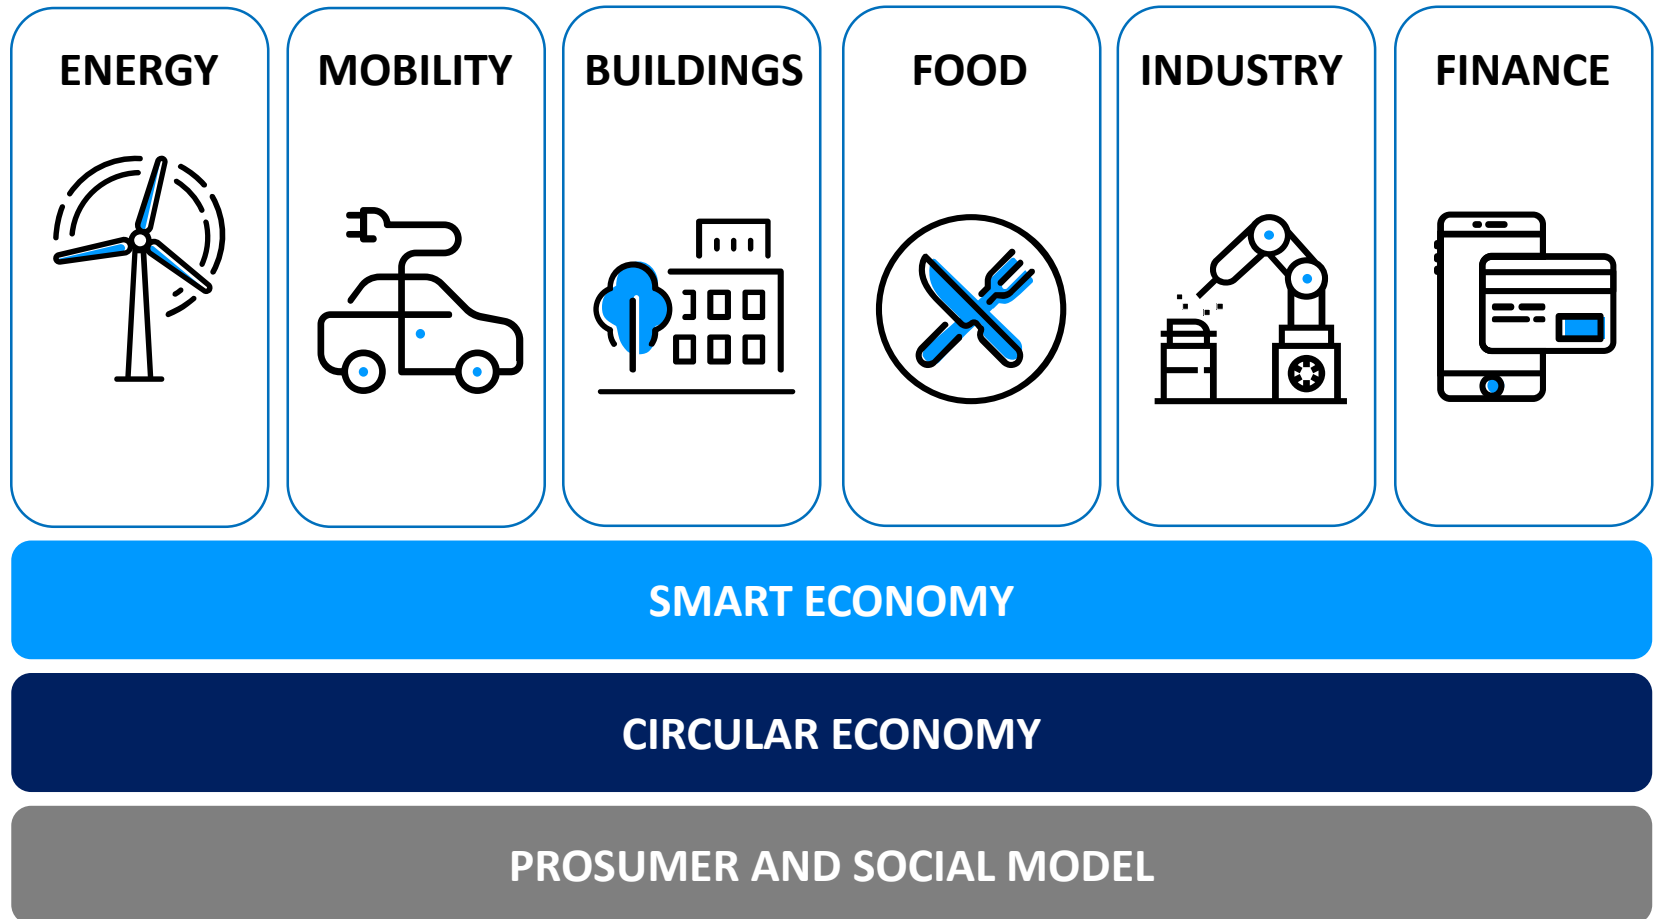 ENERGY
MOBILITY
BUILDINGS
FOOD
INDUSTRY
FINANCE
SMART ECONOMY
CIRCULAR ECONOMY
PROSUMER AND SOCIAL MODEL